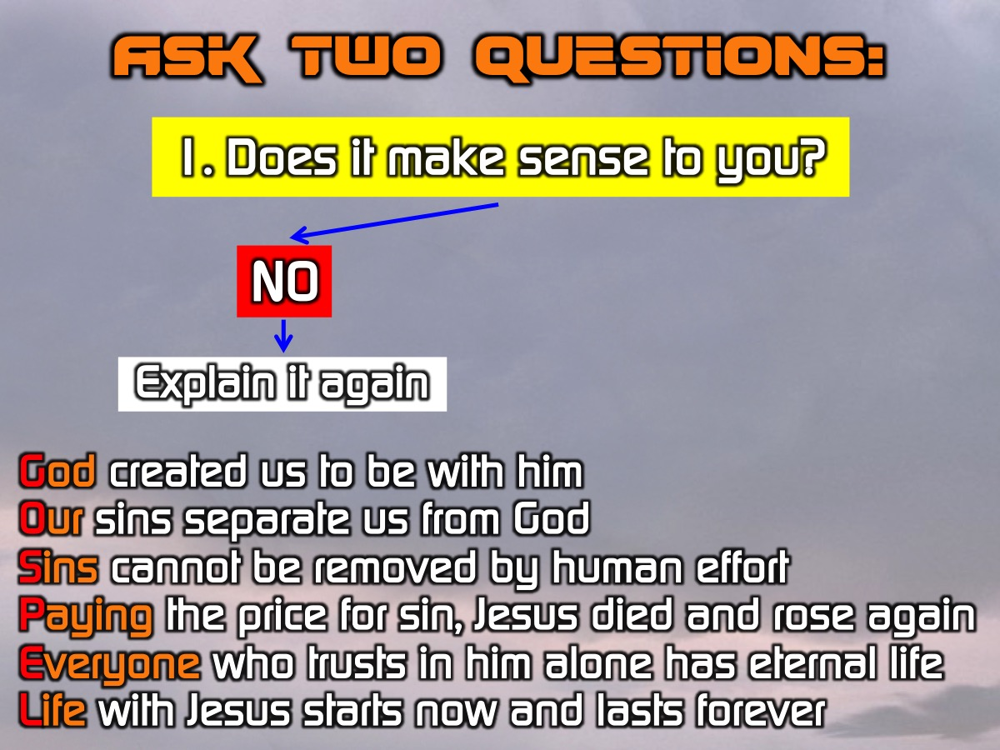 ASK TWO QUESTIONS:
1. Does it make sense to you?
NO
Explain it again
God created us to be with him
Our sins separate us from God
Sins cannot be removed by human effort
Paying the price for sin, Jesus died and rose again
Everyone who trusts in him alone has eternal life
Life with Jesus starts now and lasts forever